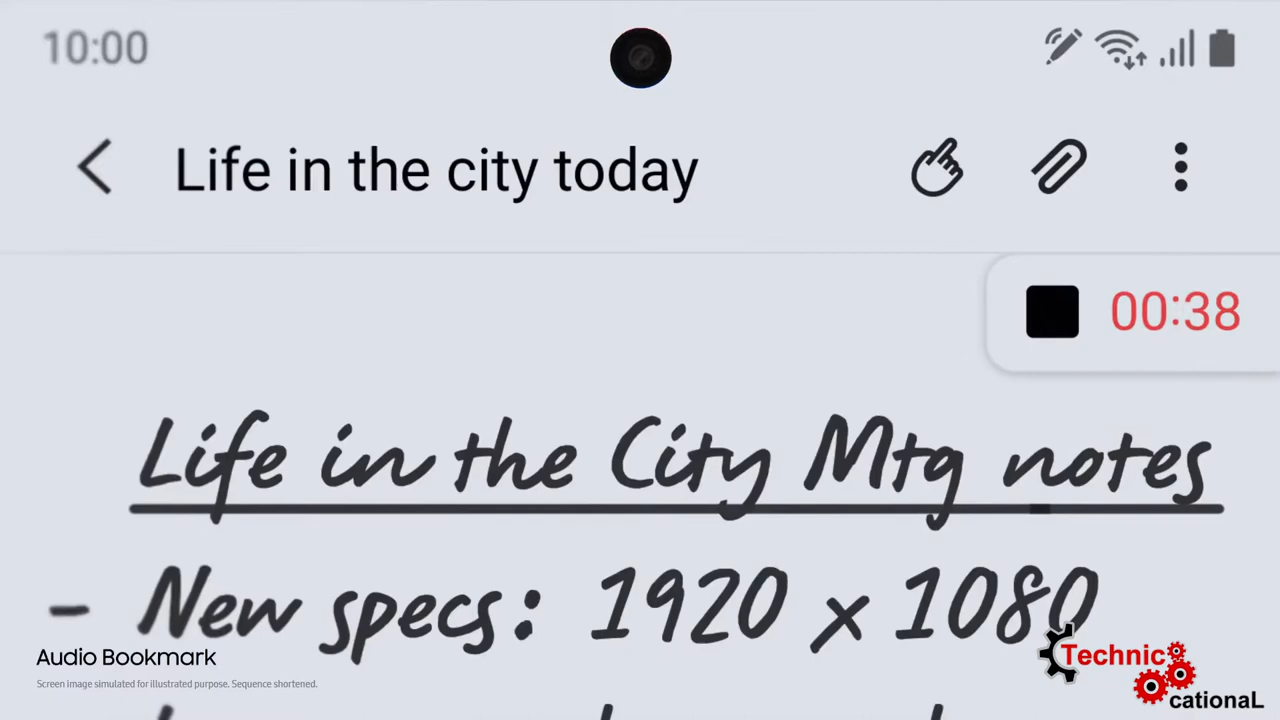 10:00
Life in the city today
00:38
Life in the City Mtg notes
- New specs: 1920 x 1080
Audio Bookmark
Screen image simulated for illustrated purpose. Sequence shortened.
Technic
cationaL